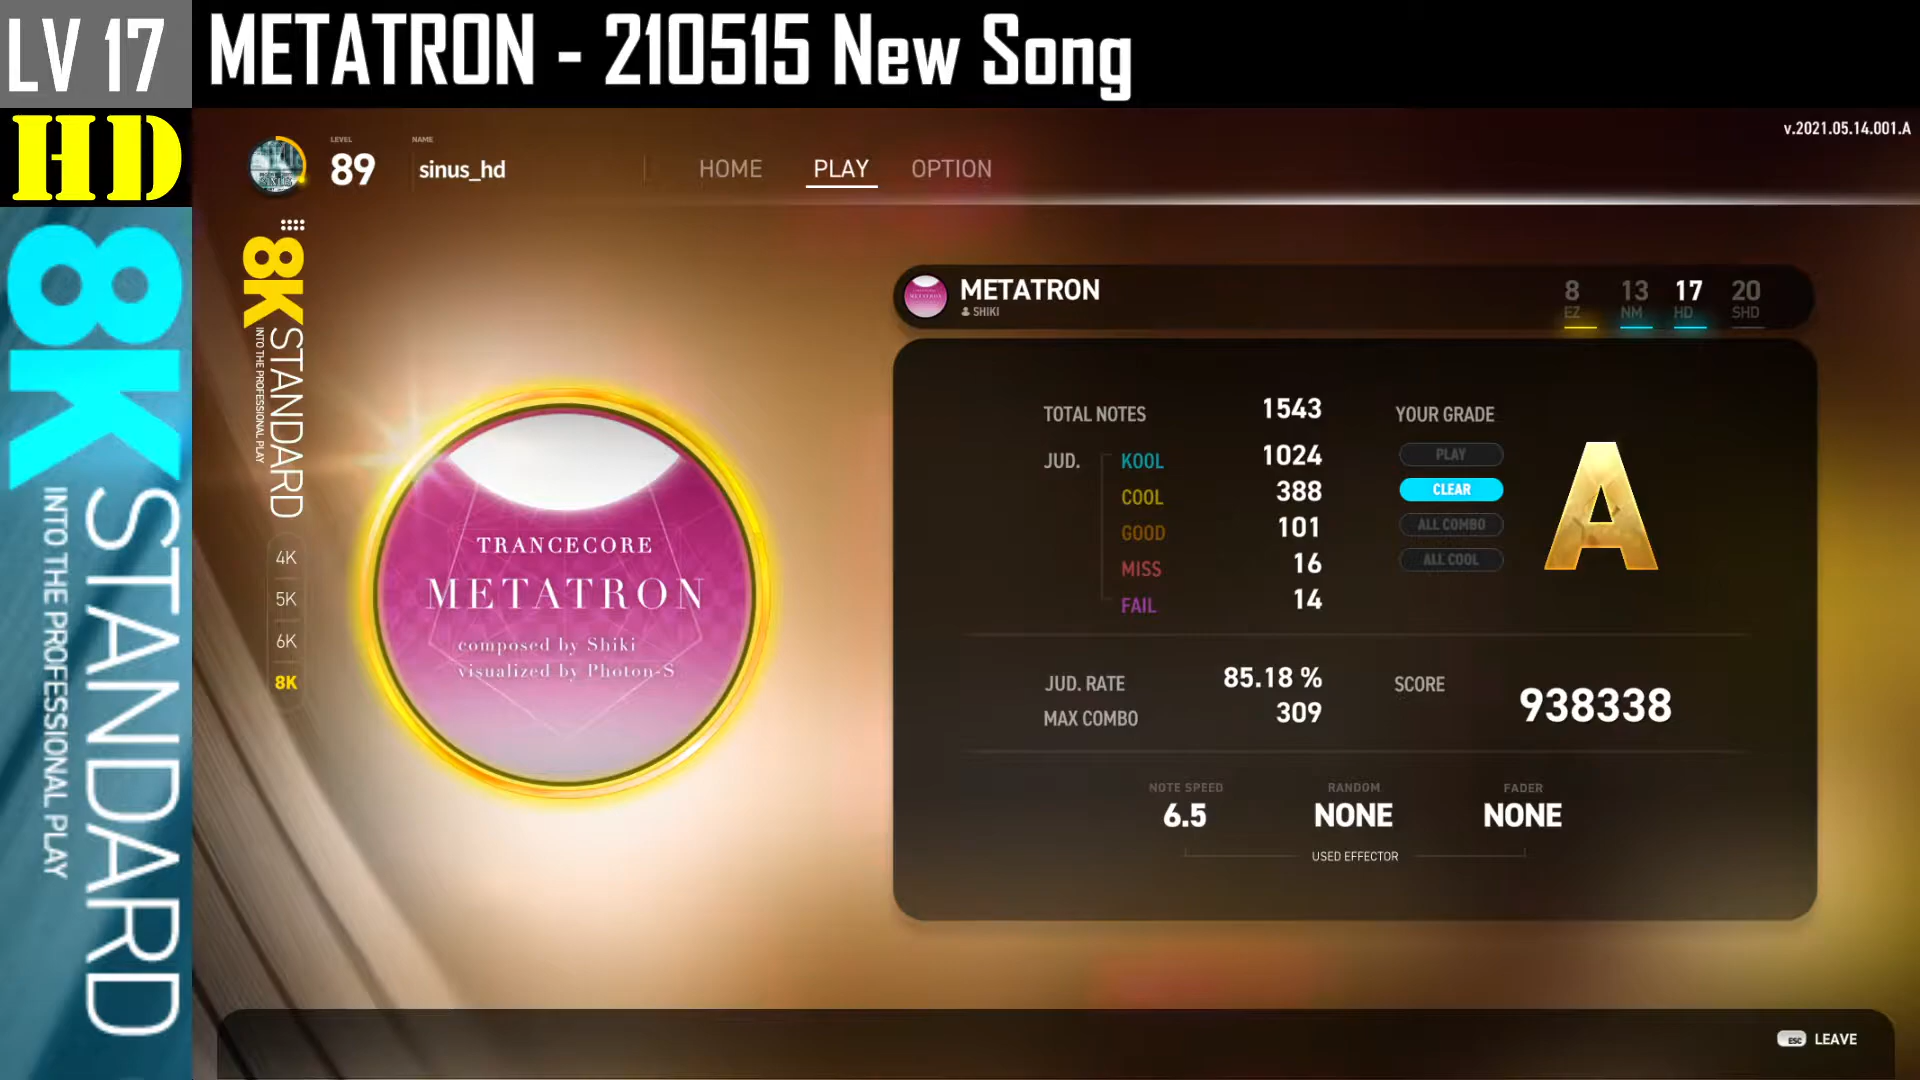 LV 17
METATRON - 210515 New Song
HD
8K STANDARD
INTO THE PROFESSIONAL PLAY
v.2021.05.14.001.A
LEVEL
89
NAME
sinus_hd
HOME
PLAY
OPTION
8K STANDARD
INTO THE PROFESSIONAL PLAY
4K
5K
6K
8K
TRANCECORE
METATRON
composed by Shiki
visualized by Photon-S
METATRON
SHIKI
8 EZ
13 NM
17 HD
20 SHD
TOTAL NOTES 1543
JUD.
KOOL 1024
COOL 388
GOOD 101
MISS 16
FAIL 14
YOUR GRADE
PLAY
CLEAR
ALL COMBO
ALL COOL
A
JUD. RATE 85.18 %
MAX COMBO 309
SCORE
938338
NOTE SPEED
6.5
RANDOM
NONE
FADER
NONE
USED EFFECTOR
ESC LEAVE